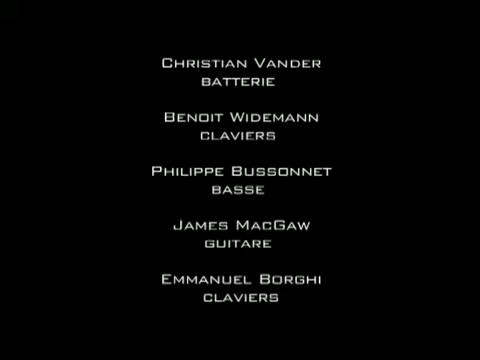 Christian Vander
batterie
Benoit Widemann
claviers
Philippe Bussonnet
basse
James MacGaw
guitare
Emmanuel Borghi
claviers